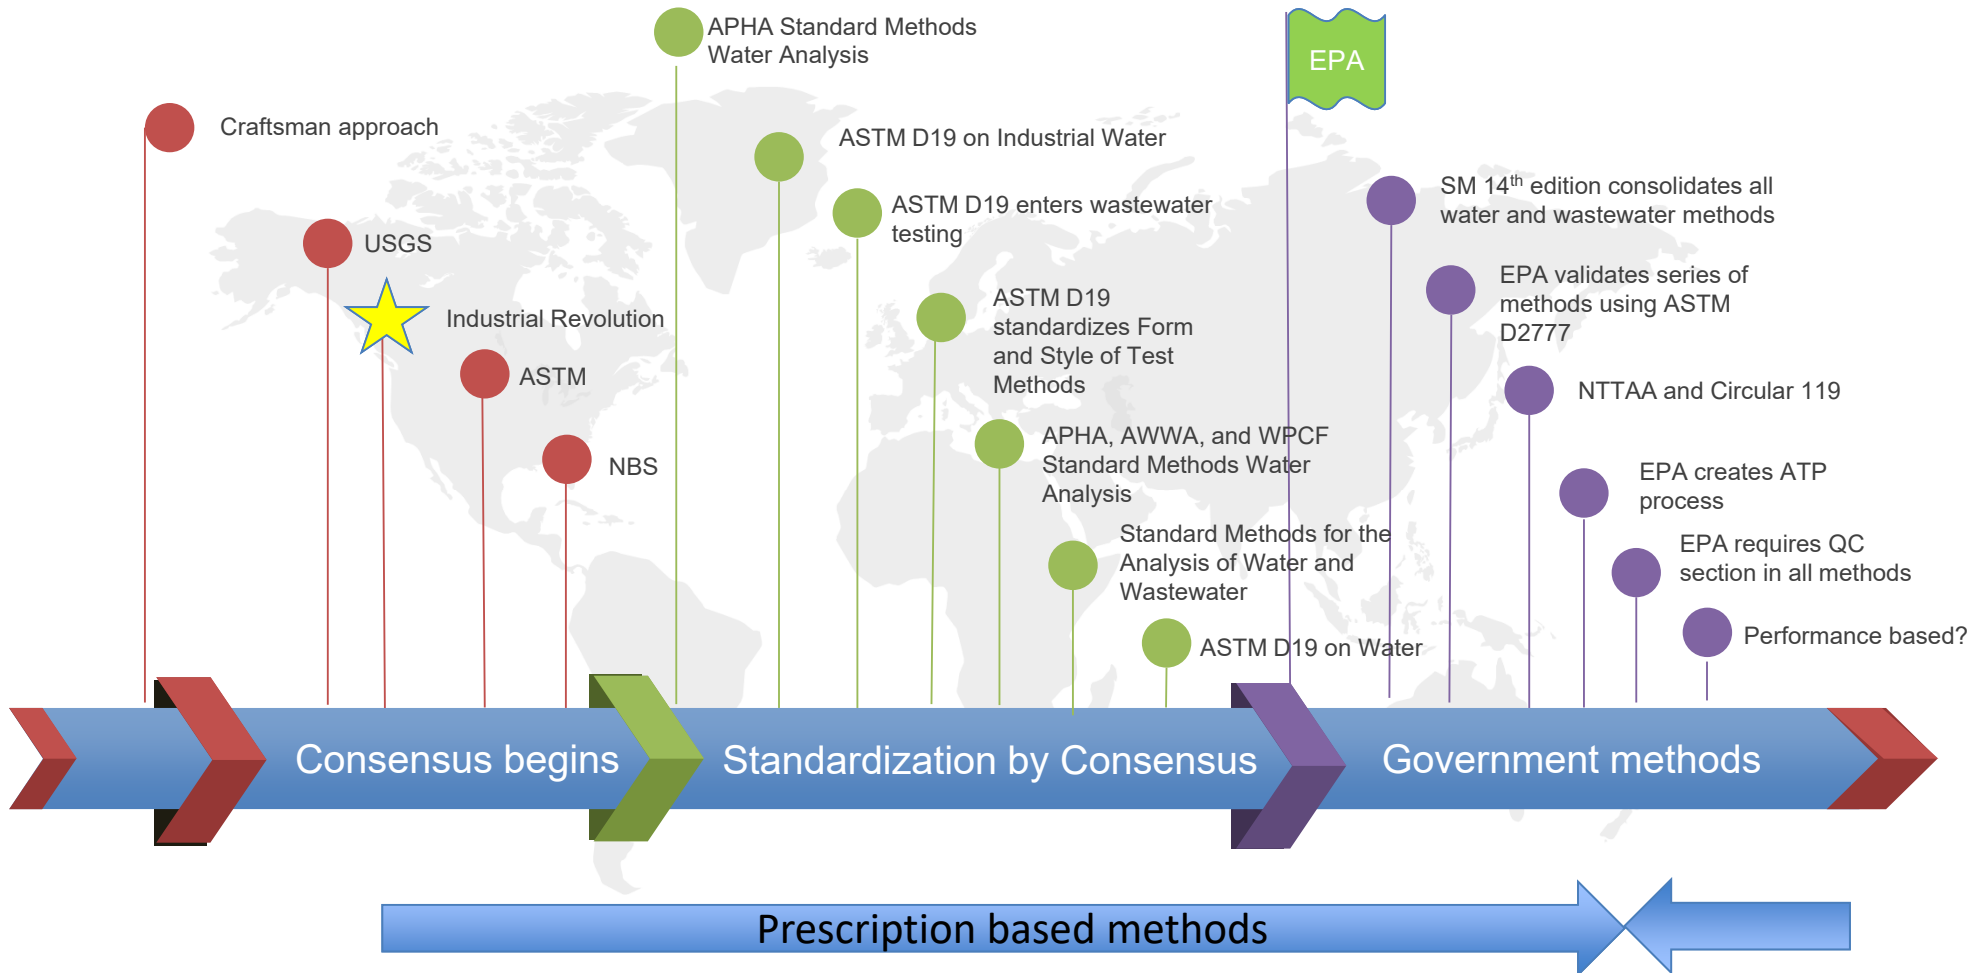 Craftsman approach
USGS
Industrial Revolution
ASTM
NBS
APHA Standard Methods
Water Analysis
ASTM D19 on Industrial Water
ASTM D19 enters wastewater
testing
ASTM D19
standardizes Form
and Style of Test
Methods
APHA, AWWA, and WPCF
Standard Methods Water
Analysis
Standard Methods for the
Analysis of Water and
Wastewater
ASTM D19 on Water
EPA
SM 14th edition consolidates all
water and wastewater methods
EPA validates series of
methods using ASTM
D2777
NTTAA and Circular 119
EPA creates ATP
process
EPA requires QC
section in all methods
Performance based?
Consensus begins
Standardization by Consensus
Government methods
Prescription based methods